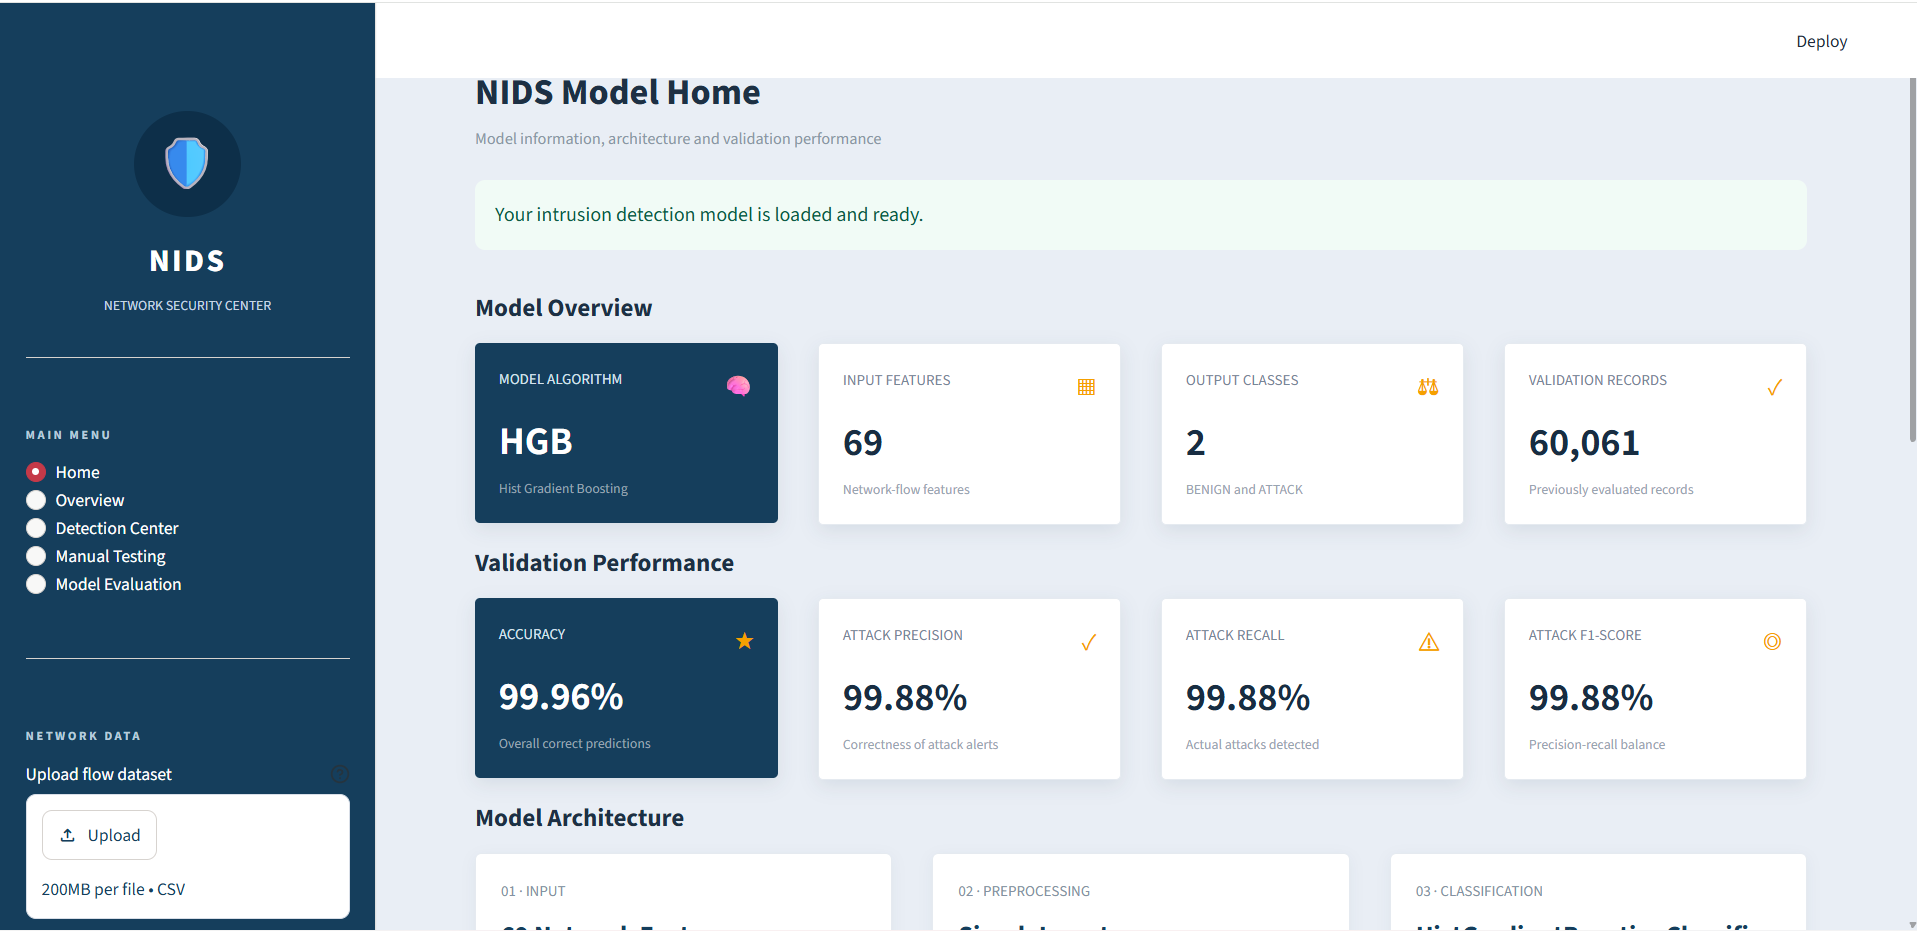 Deploy
NIDS
NETWORK SECURITY CENTER
MAIN MENU
Home
Overview
Detection Center
Manual Testing
Model Evaluation
NETWORK DATA
Upload flow dataset
Upload
200MB per file • CSV
NIDS Model Home
Model information, architecture and validation performance
Your intrusion detection model is loaded and ready.
Model Overview
MODEL ALGORITHM
HGB
Hist Gradient Boosting
INPUT FEATURES
69
Network-flow features
OUTPUT CLASSES
2
BENIGN and ATTACK
VALIDATION RECORDS
60,061
Previously evaluated records
Validation Performance
ACCURACY
99.96%
Overall correct predictions
ATTACK PRECISION
99.88%
Correctness of attack alerts
ATTACK RECALL
99.88%
Actual attacks detected
ATTACK F1-SCORE
99.88%
Precision-recall balance
Model Architecture
01 · INPUT
02 · PREPROCESSING
03 · CLASSIFICATION